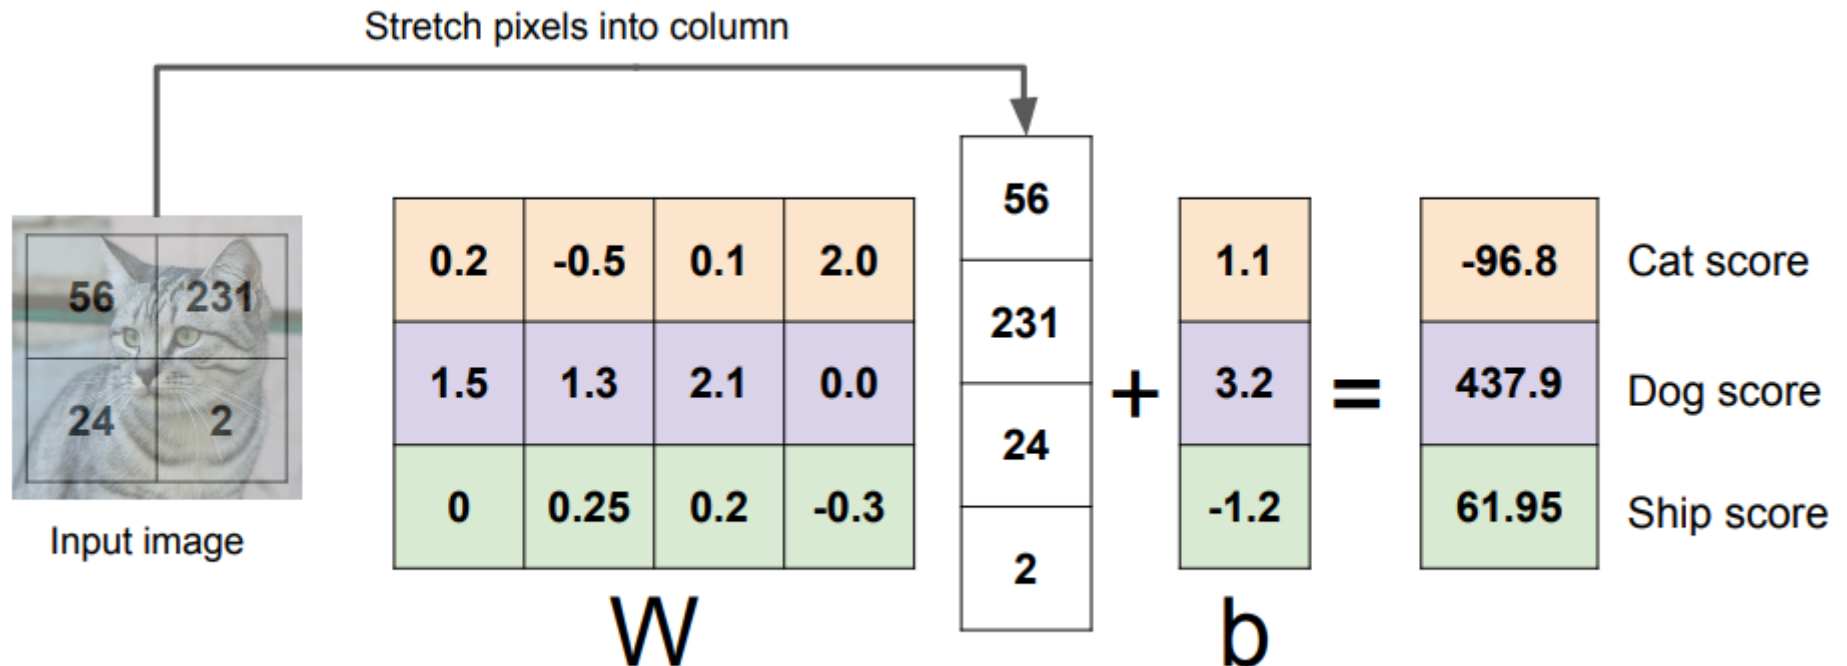 Stretch pixels into column
56 231
24 2
Input image
0.2 -0.5 0.1 2.0
1.5 1.3 2.1 0.0
0 0.25 0.2 -0.3
W
56
231
24
2
+
1.1
3.2
-1.2
b
=
-96.8 Cat score
437.9 Dog score
61.95 Ship score